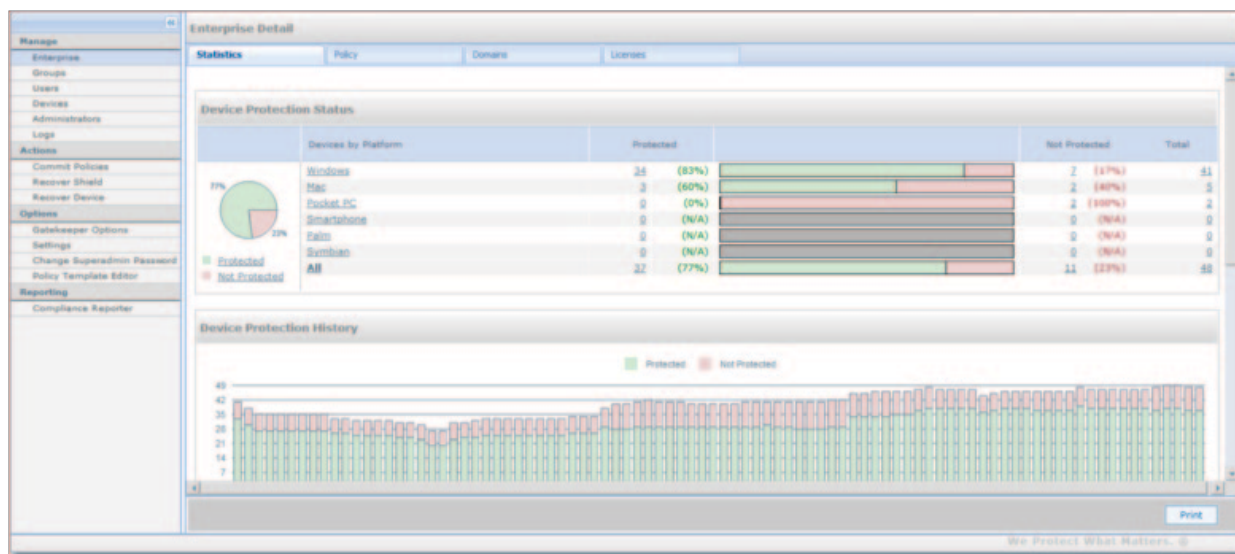 «
Enterprise Detail
Manage
Enterprise
Groups
Users
Devices
Administrators
Logs
Actions
Commit Policies
Recover Shield
Recover Device
Options
Gatekeeper Options
Settings
Change Superadmin Password
Policy Template Editor
Reporting
Compliance Reporter
Statistics Policy Domains Licenses
Device Protection Status
Devices by Platform Protected Not Protected Total
Windows 34 (83%) 7 (17%) 41
Mac 3 (60%) 2 (40%) 5
Pocket PC 0 (0%) 2 (100%) 2
Smartphone 0 (N/A) 0 (N/A) 0
Palm 0 (N/A) 0 (N/A) 0
Symbian 0 (N/A) 0 (N/A) 0
All 37 (77%) 11 (23%) 48
77%
23%
Protected
Not Protected
Device Protection History
Protected Not Protected
49
42
35
28
21
14
7
Print
We Protect What Matters. ®